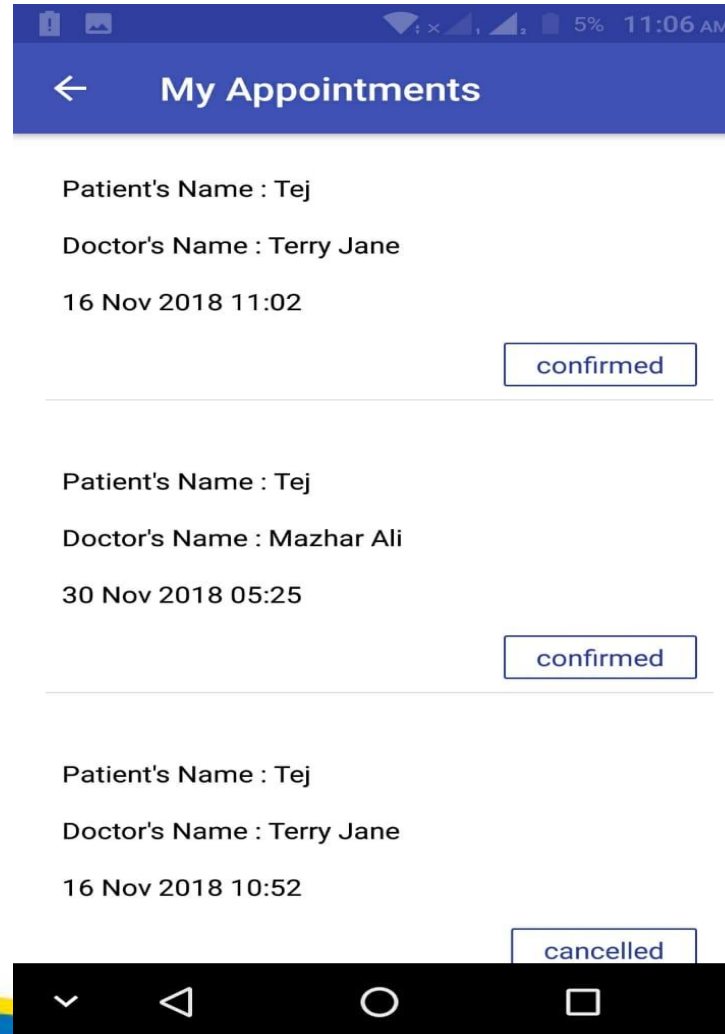 5% 11:06 AM
My Appointments
Patient's Name : Tej
Doctor's Name : Terry Jane
16 Nov 2018 11:02
confirmed
Patient's Name : Tej
Doctor's Name : Mazhar Ali
30 Nov 2018 05:25
confirmed
Patient's Name : Tej
Doctor's Name : Terry Jane
16 Nov 2018 10:52
cancelled